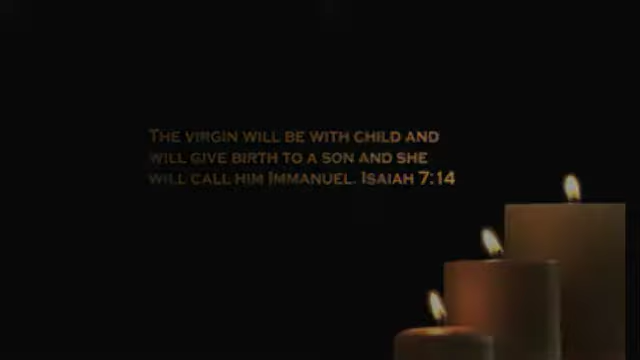 The virgin will be with child and
will give birth to a son and she
will call him Immanuel. Isaiah 7:14